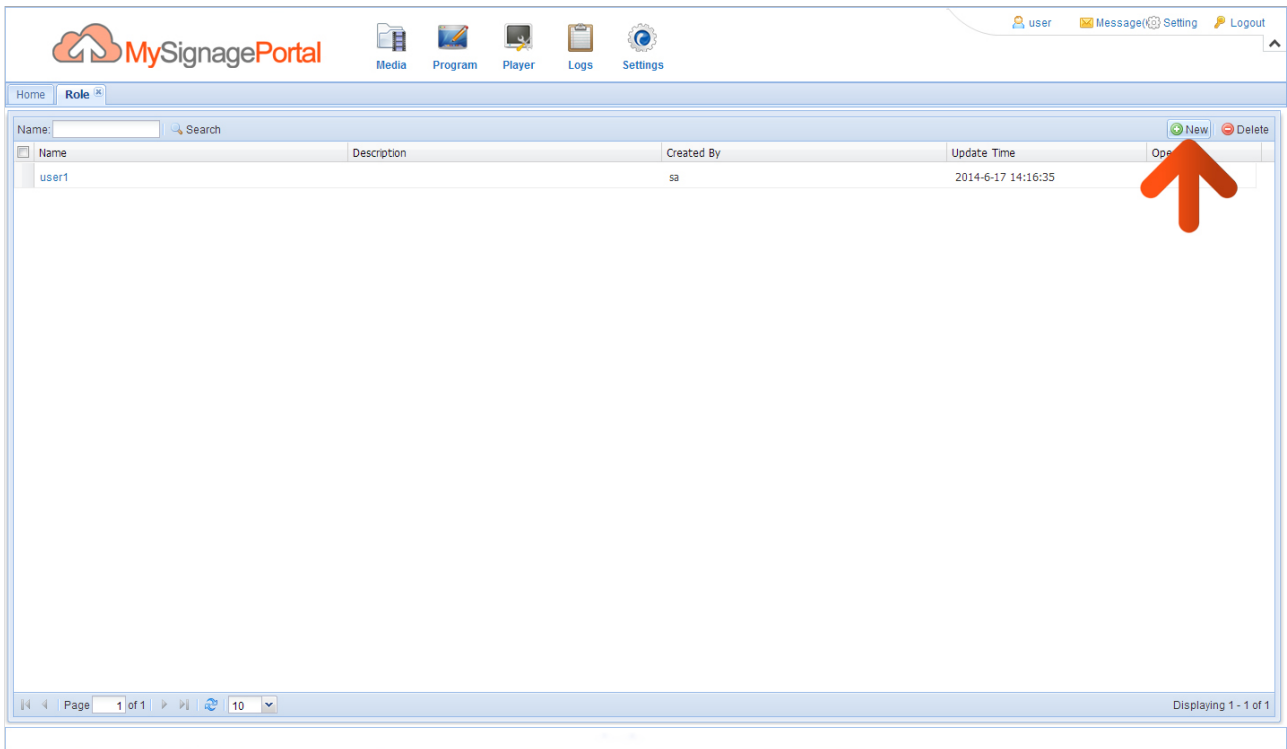 user Message( Setting Logout
MySignagePortal
Media Program Player Logs Settings
Home Role
Name: Search New Delete
Name Description Created By Update Time Ope
user1 sa 2014-6-17 14:16:35
Page 1 of 1 10 Displaying 1 - 1 of 1